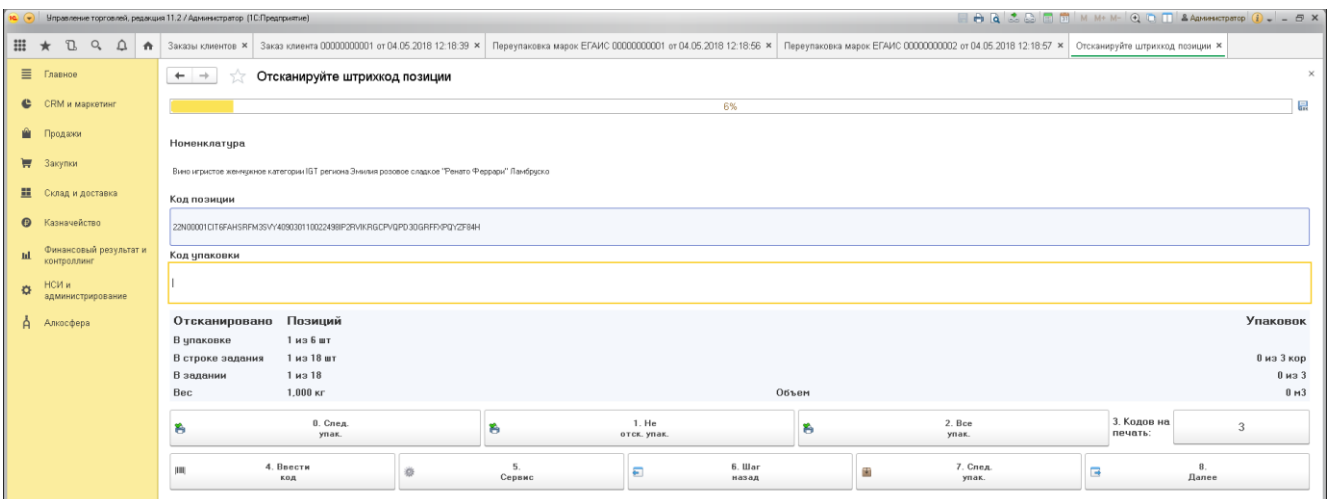 Управление торговлей, редакция 11.2 / Администратор (1С:Предприятие)
M M+ M-
Администратор
Заказы клиентов ×
Заказ клиента 00000000001 от 04.05.2018 12:18:39 ×
Переупаковка марок ЕГАИС 00000000001 от 04.05.2018 12:18:56 ×
Переупаковка марок ЕГАИС 00000000002 от 04.05.2018 12:18:57 ×
Отсканируйте штрихкод позиции ×
Главное
CRM и маркетинг
Продажи
Закупки
Склад и доставка
Казначейство
Финансовый результат и
контроллинг
НСИ и
администрирование
Алкосфера
Отсканируйте штрихкод позиции
6%
Номенклатура
Вино игристое жемчужное категории IGT региона Эмилия розовое сладкое "Ренато Феррари" Ламбруско
Код позиции
22N00001CIT6FAHSRFM3SVY409030110022498IP2RVIKRGCPVQPD3DGRFFXPQYZF84H
Код упаковки
Отсканировано Позиций Упаковок
В упаковке 1 из 6 шт
В строке задания 1 из 18 шт 0 из 3 кор
В задании 1 из 18 0 из 3
Вес 1,000 кг Объем 0 м3
0. След.
упак.
1. Не
отск. упак.
2. Все
упак.
3. Кодов на
печать:
3
4. Ввести
код
5.
Сервис
6. Шаг
назад
7. След.
упак.
8.
Далее